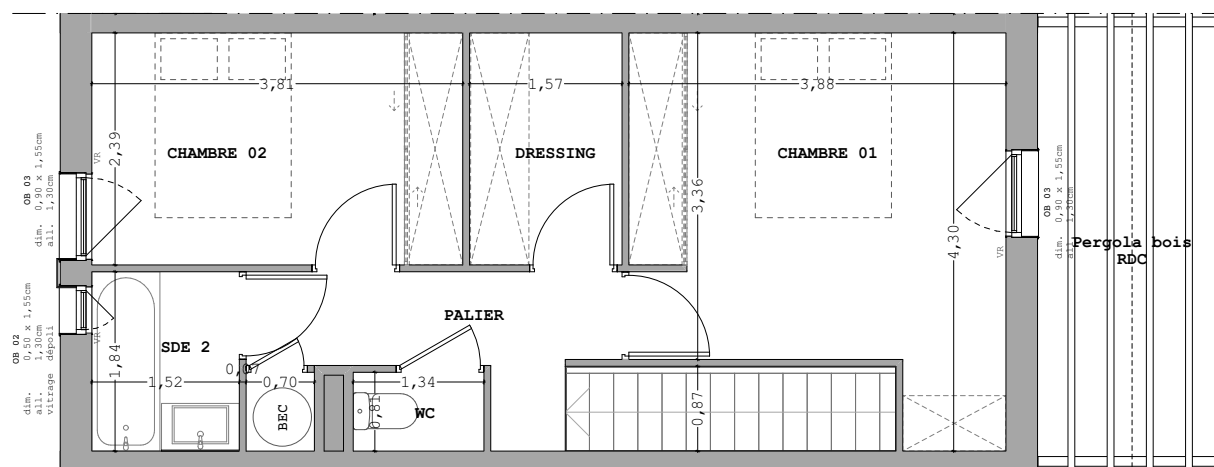 3,81
1,57
3,88
CHAMBRE 02
DRESSING
CHAMBRE 01
2,39
3,36
4,30
VR
OB 03
dim. 0,90 x 1,55cm
all. 1,30cm
OB 03
dim. 0,90 x 1,55cm
all. 1,30cm
VR
Pergola bois
RDC
PALIER
SDE 2
VR
OB 02
dim. 0,50 x 1,55cm
all. 1,30cm
vitrage dépoli
1,84
1,52
0,07
0,70
1,34
BEC
0,81
WC
0,87